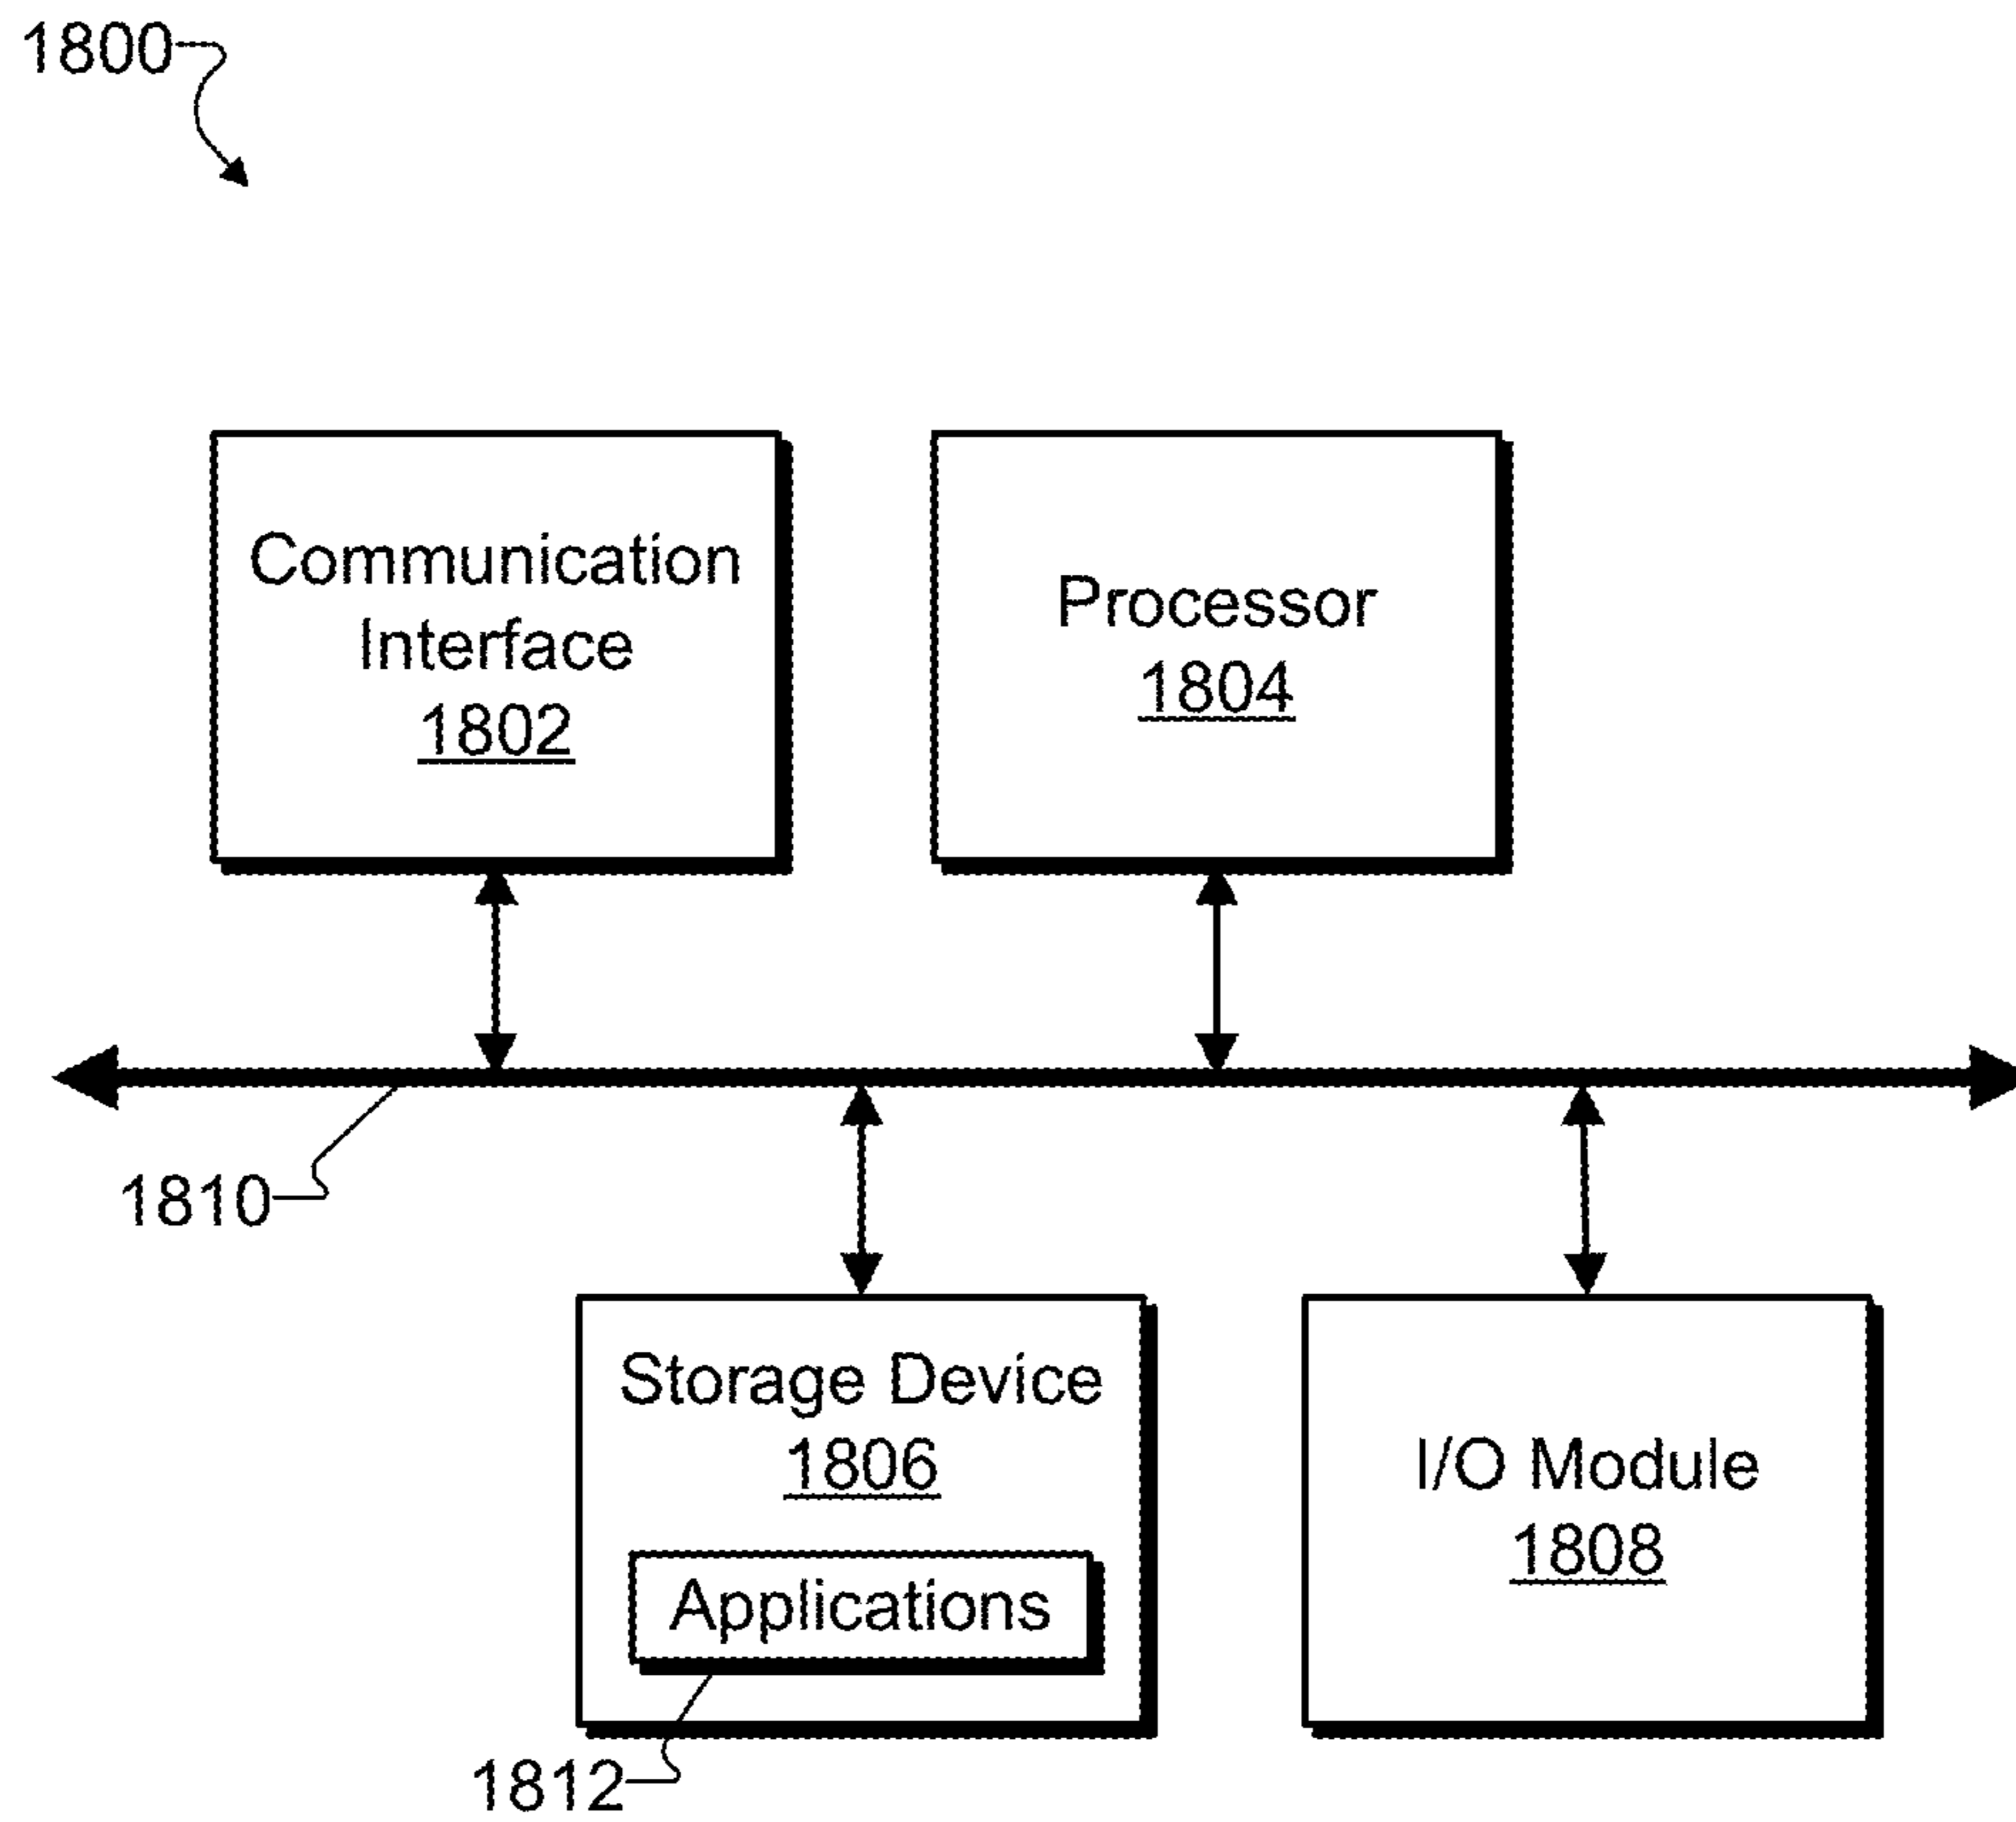 1800
Communication
Interface
1802
Processor
1804
1810
Storage Device
1806
Applications
1812
I/O Module
1808